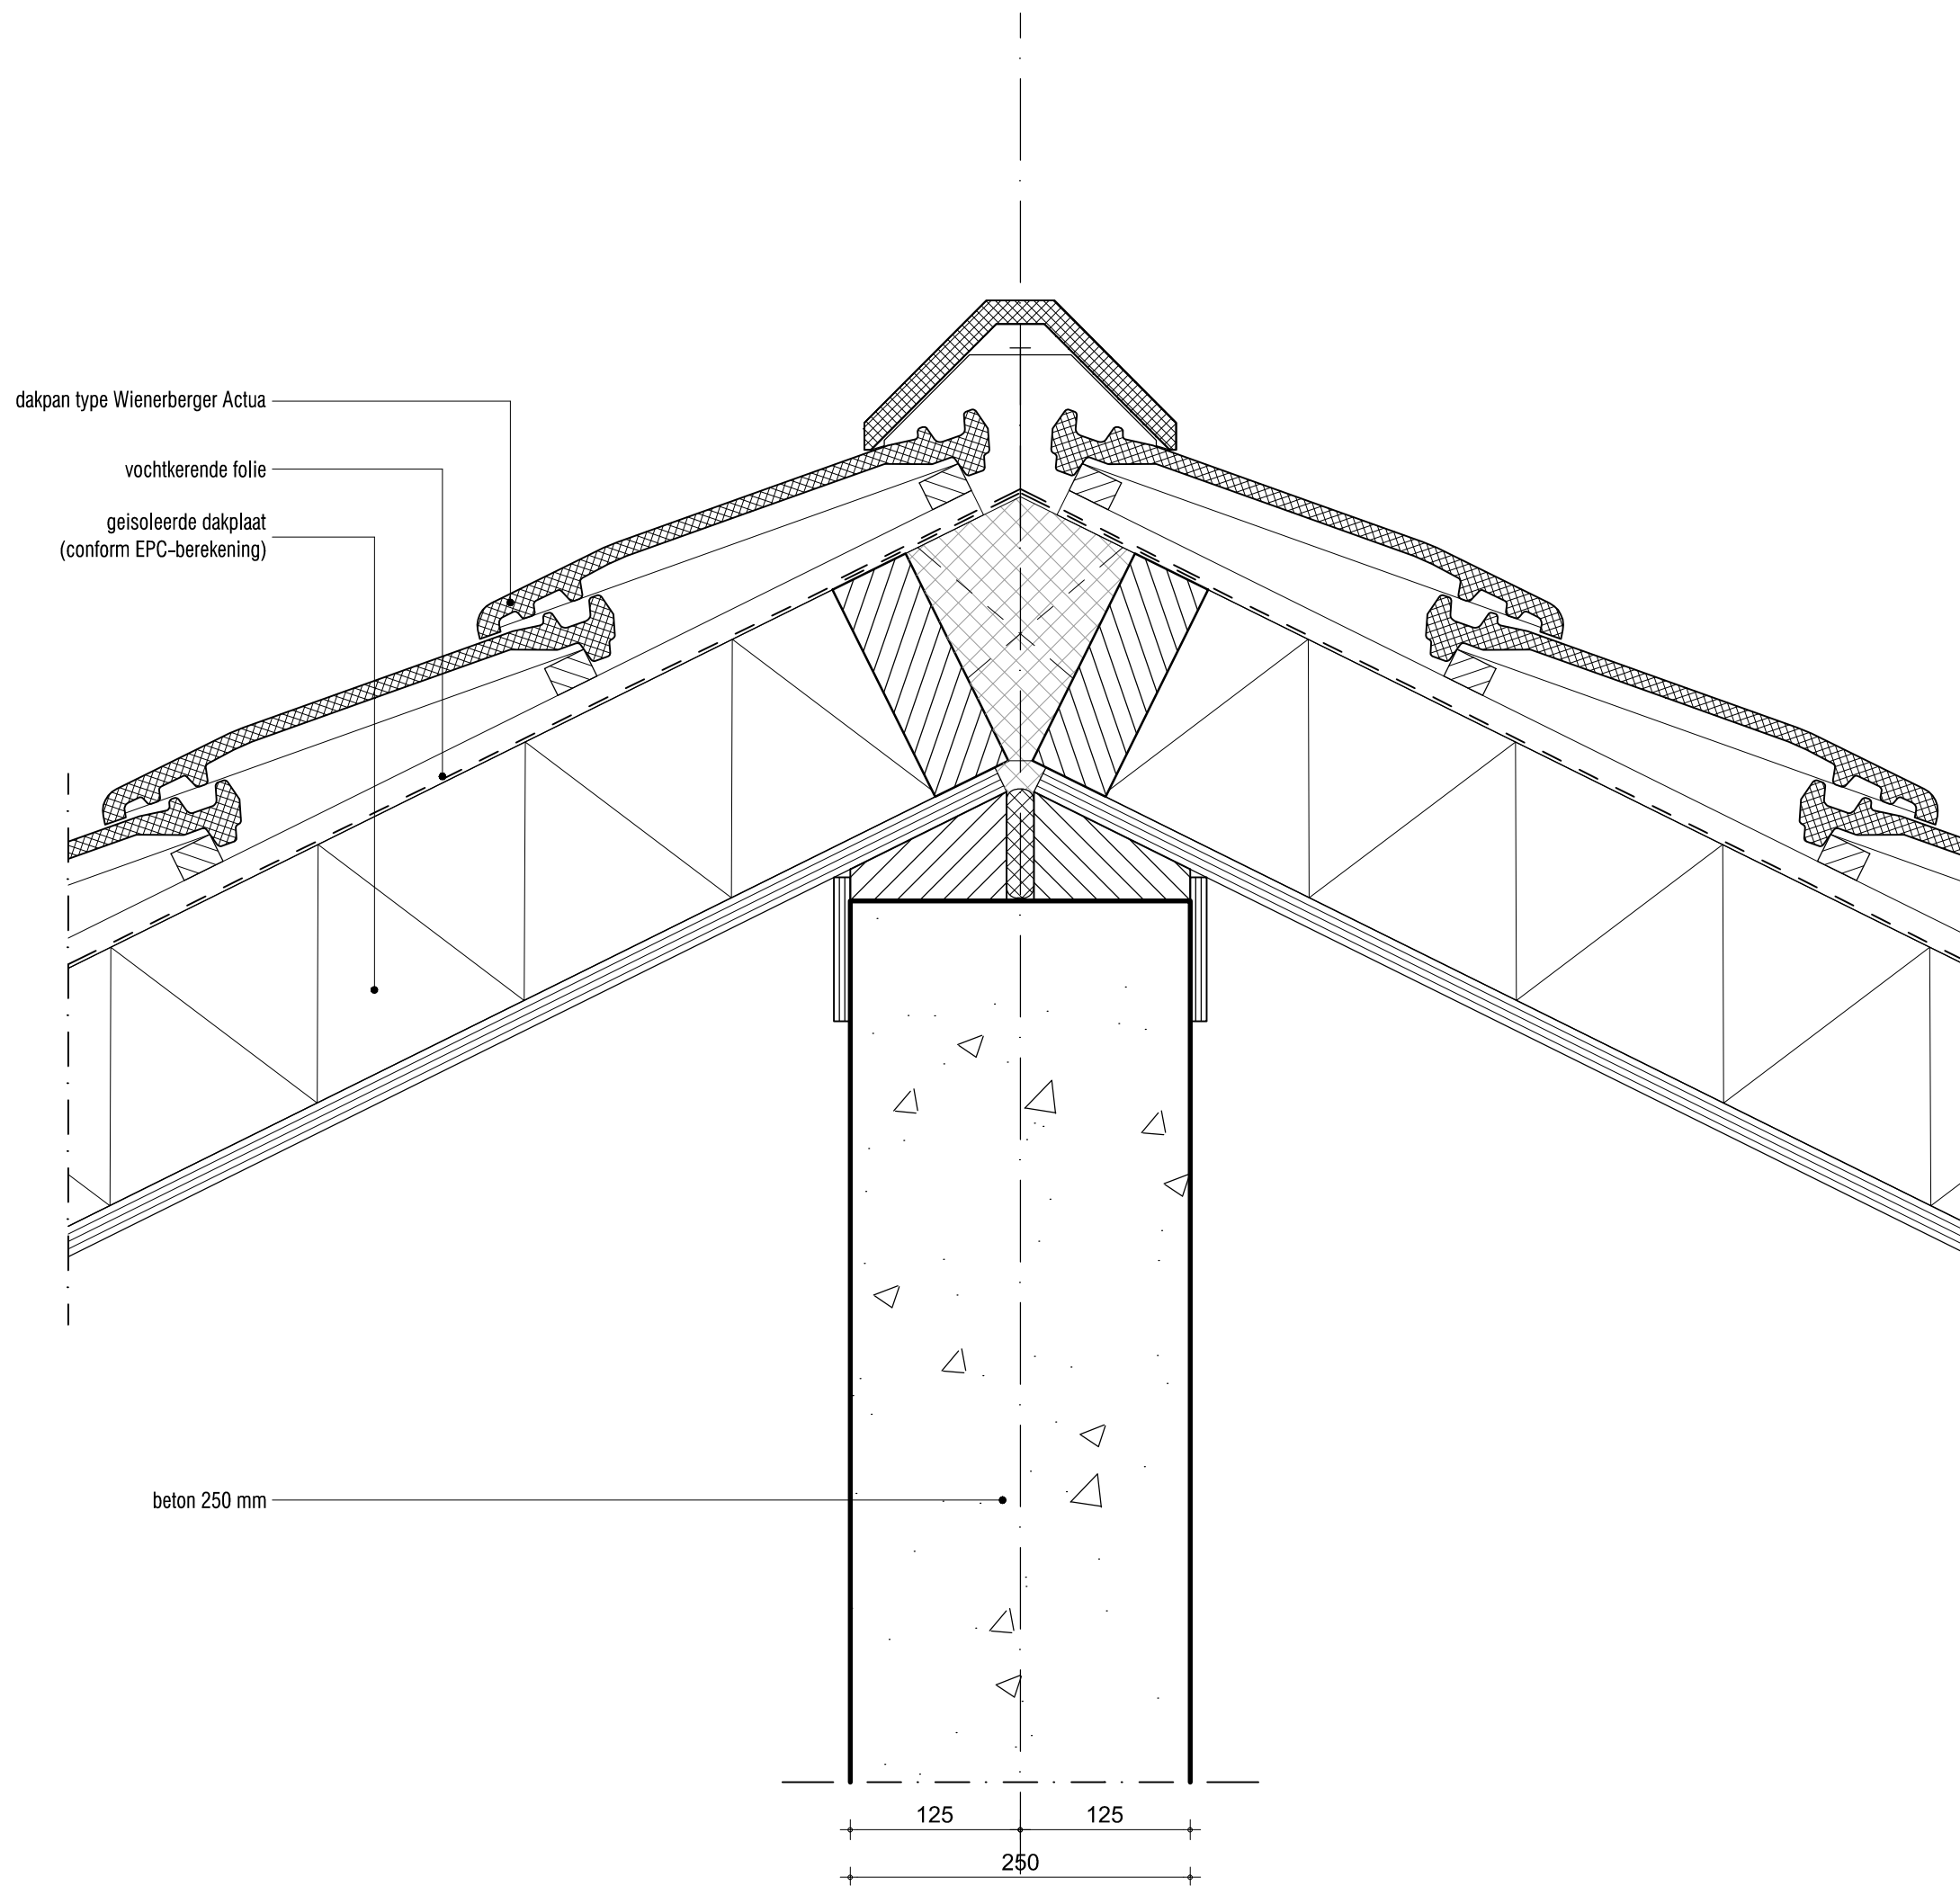 dakpan type Wienerberger Actua
vochtkerende folie
geisoleerde dakplaat
(conform EPC-berekening)
beton 250 mm
125
125
250